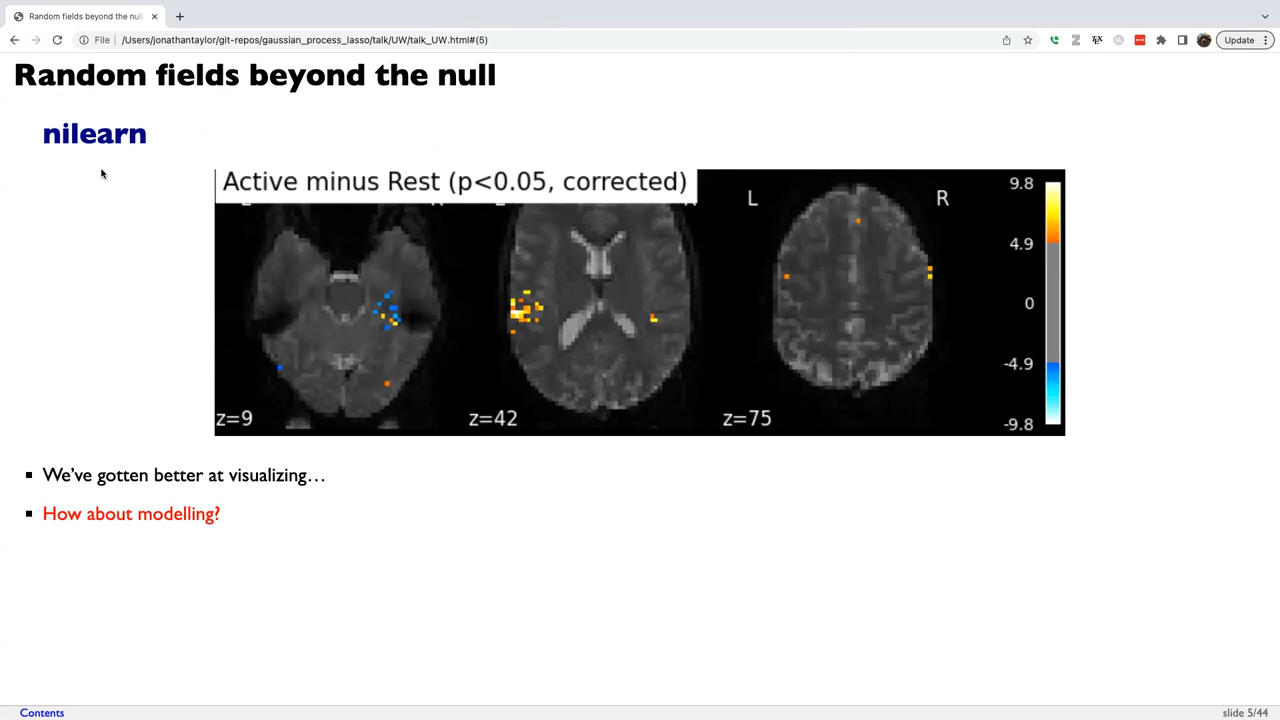 Random fields beyond the null
File
/Users/jonathantaylor/git-repos/gaussian_process_lasso/talk/UW/talk_UW.html#(5)
Update
Random fields beyond the null
nilearn
Active minus Rest (p<0.05, corrected)
L R
9.8
4.9
0
-4.9
-9.8
z=9 z=42 z=75
We've gotten better at visualizing…
How about modelling?
Contents
slide 5/44